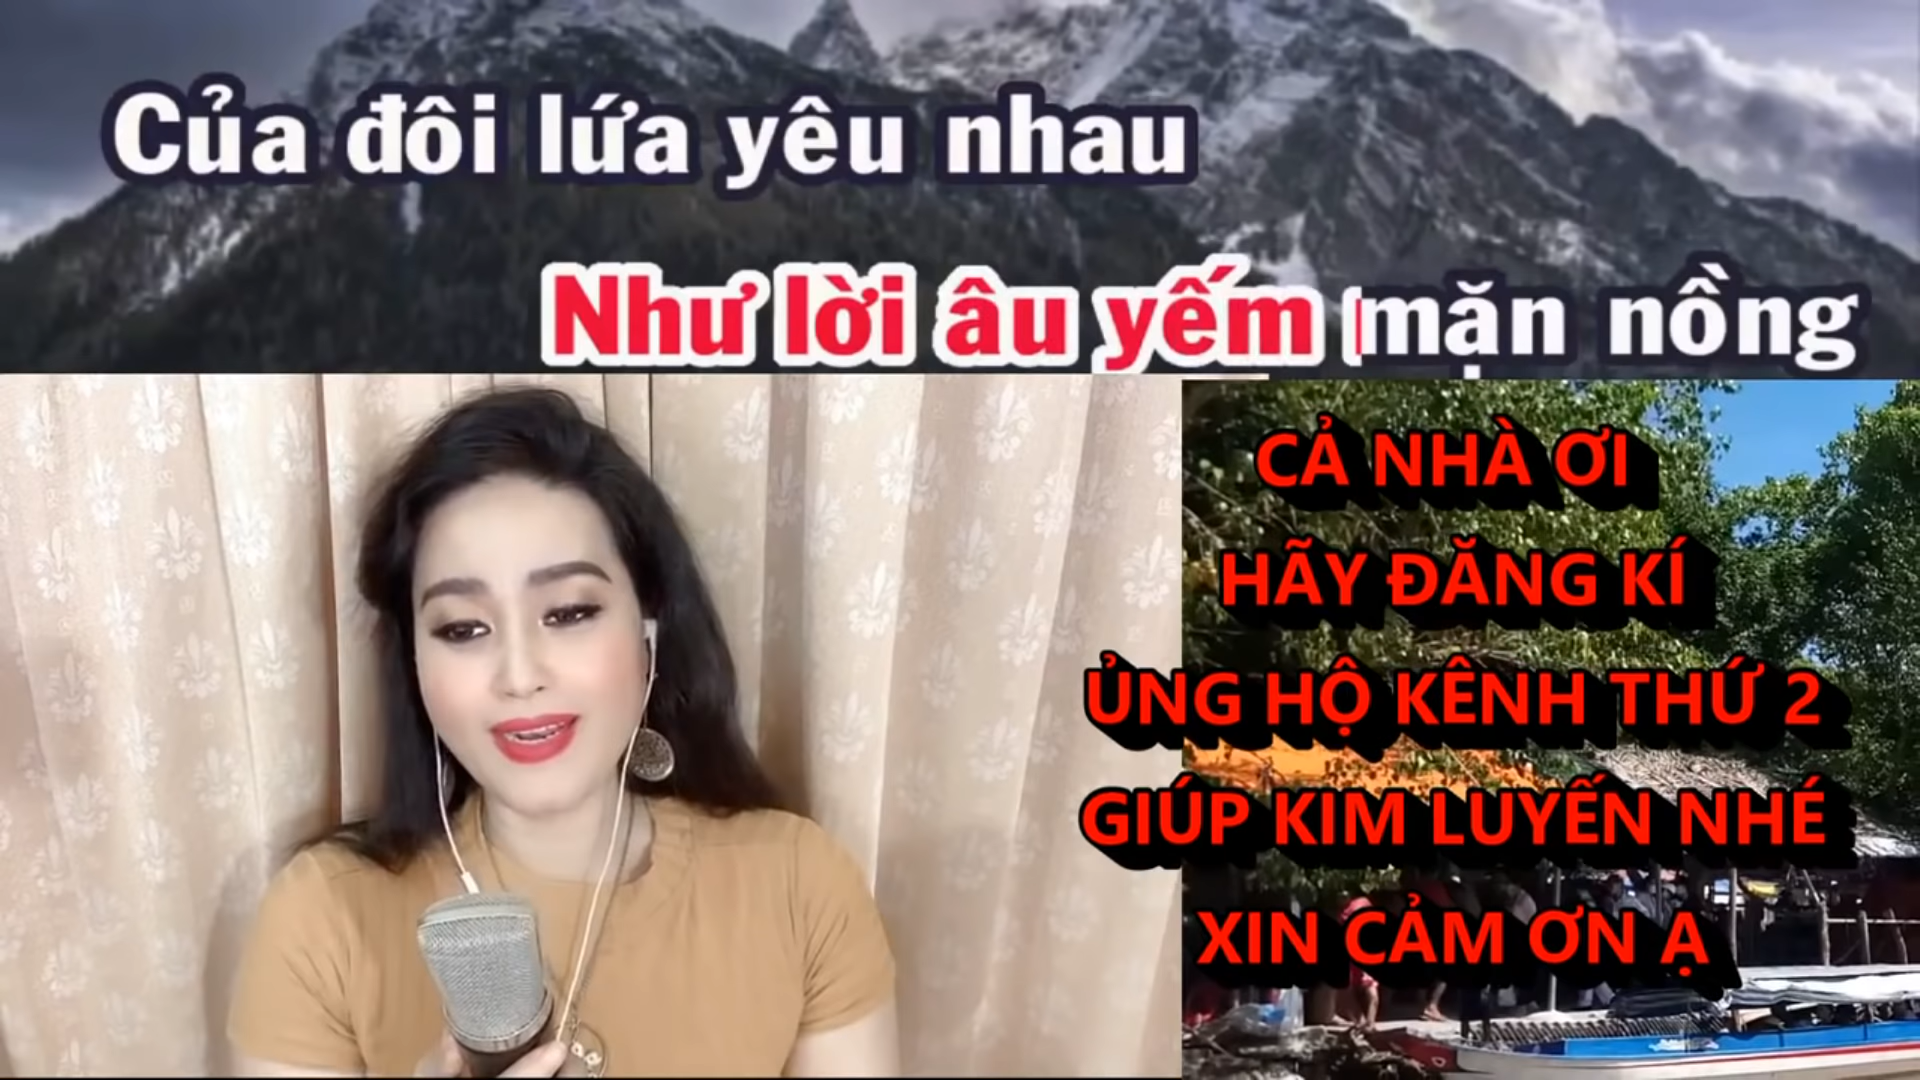 Của đôi lứa yêu nhau
Như lời âu yếm mặn nồng
CẢ NHÀ ƠI
HÃY ĐĂNG KÍ
ỦNG HỘ KÊNH THỨ 2
GIÚP KIM LUYẾN NHÉ
XIN CẢM ƠN Ạ